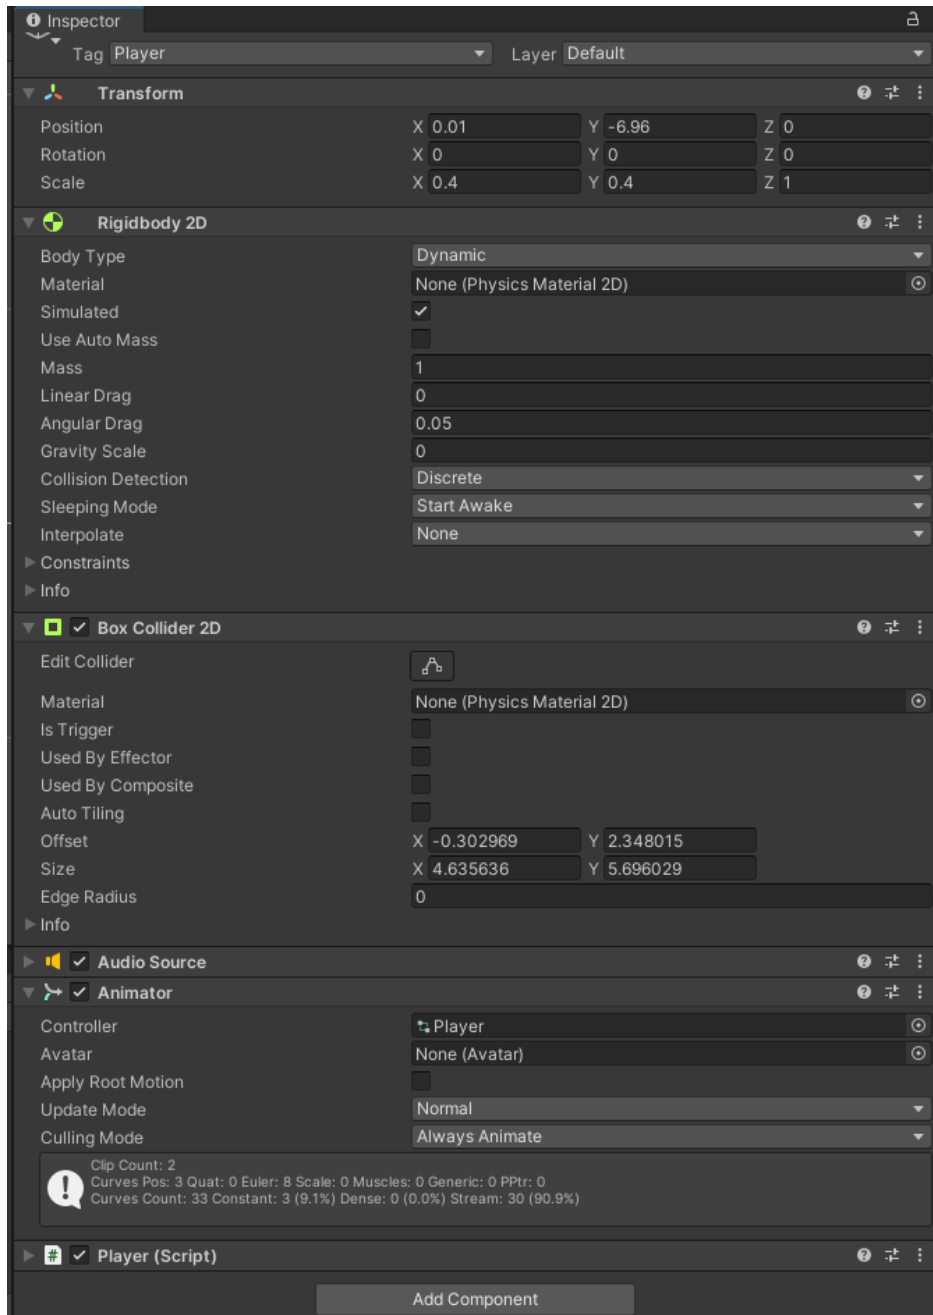 Inspector
Tag Player Layer Default
Transform
Position X 0.01 Y -6.96 Z 0
Rotation X 0 Y 0 Z 0
Scale X 0.4 Y 0.4 Z 1
Rigidbody 2D
Body Type Dynamic
Material None (Physics Material 2D)
Simulated
Use Auto Mass
Mass 1
Linear Drag 0
Angular Drag 0.05
Gravity Scale 0
Collision Detection Discrete
Sleeping Mode Start Awake
Interpolate None
Constraints
Info
Box Collider 2D
Edit Collider
Material None (Physics Material 2D)
Is Trigger
Used By Effector
Used By Composite
Auto Tiling
Offset X -0.302969 Y 2.348015
Size X 4.635636 Y 5.696029
Edge Radius 0
Info
Audio Source
Animator
Controller Player
Avatar None (Avatar)
Apply Root Motion
Update Mode Normal
Culling Mode Always Animate
Clip Count: 2
Curves Pos: 3 Quat: 0 Euler: 8 Scale: 0 Muscles: 0 Generic: 0 PPtr: 0
Curves Count: 33 Constant: 3 (9.1%) Dense: 0 (0.0%) Stream: 30 (90.9%)
# Player (Script)
Add Component